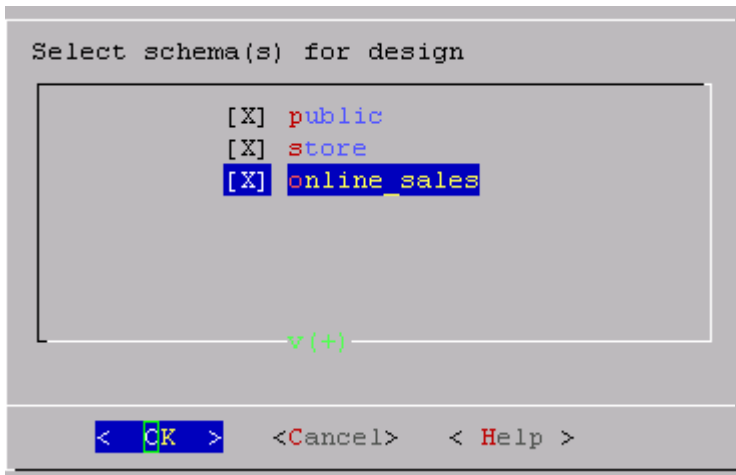 Select schema(s) for design
[X] public
[X] store
[X] online_sales
v(+)
< OK > <Cancel> < Help >